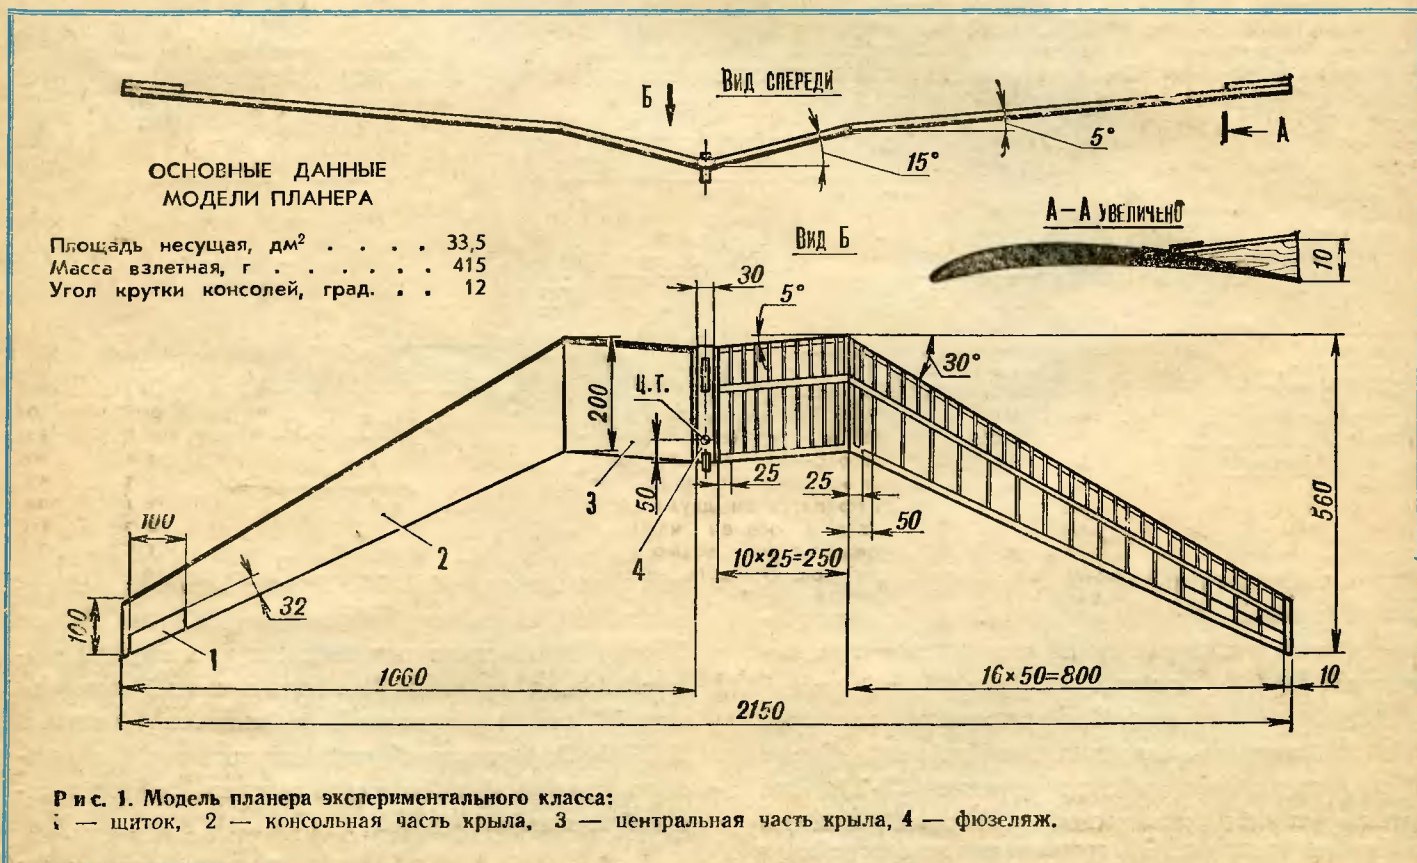 Вид спереди
Б
5°
15°
А
ОСНОВНЫЕ ДАННЫЕ
МОДЕЛИ ПЛАНЕРА
Площадь несущая, дм² . . . . 33,5
Масса взлетная, г . . . . . . 415
Угол крутки консолей, град. . . 12
А–А увеличено
10
Вид Б
30
5°
30°
200
Ц.Т.
50
25
25
50
3
4
2
1
10×25=250
100
100
32
560
1060
16×50=800
10
2150
Рис. 1. Модель планера экспериментального класса:
1 — щиток, 2 — консольная часть крыла, 3 — центральная часть крыла, 4 — фюзеляж.